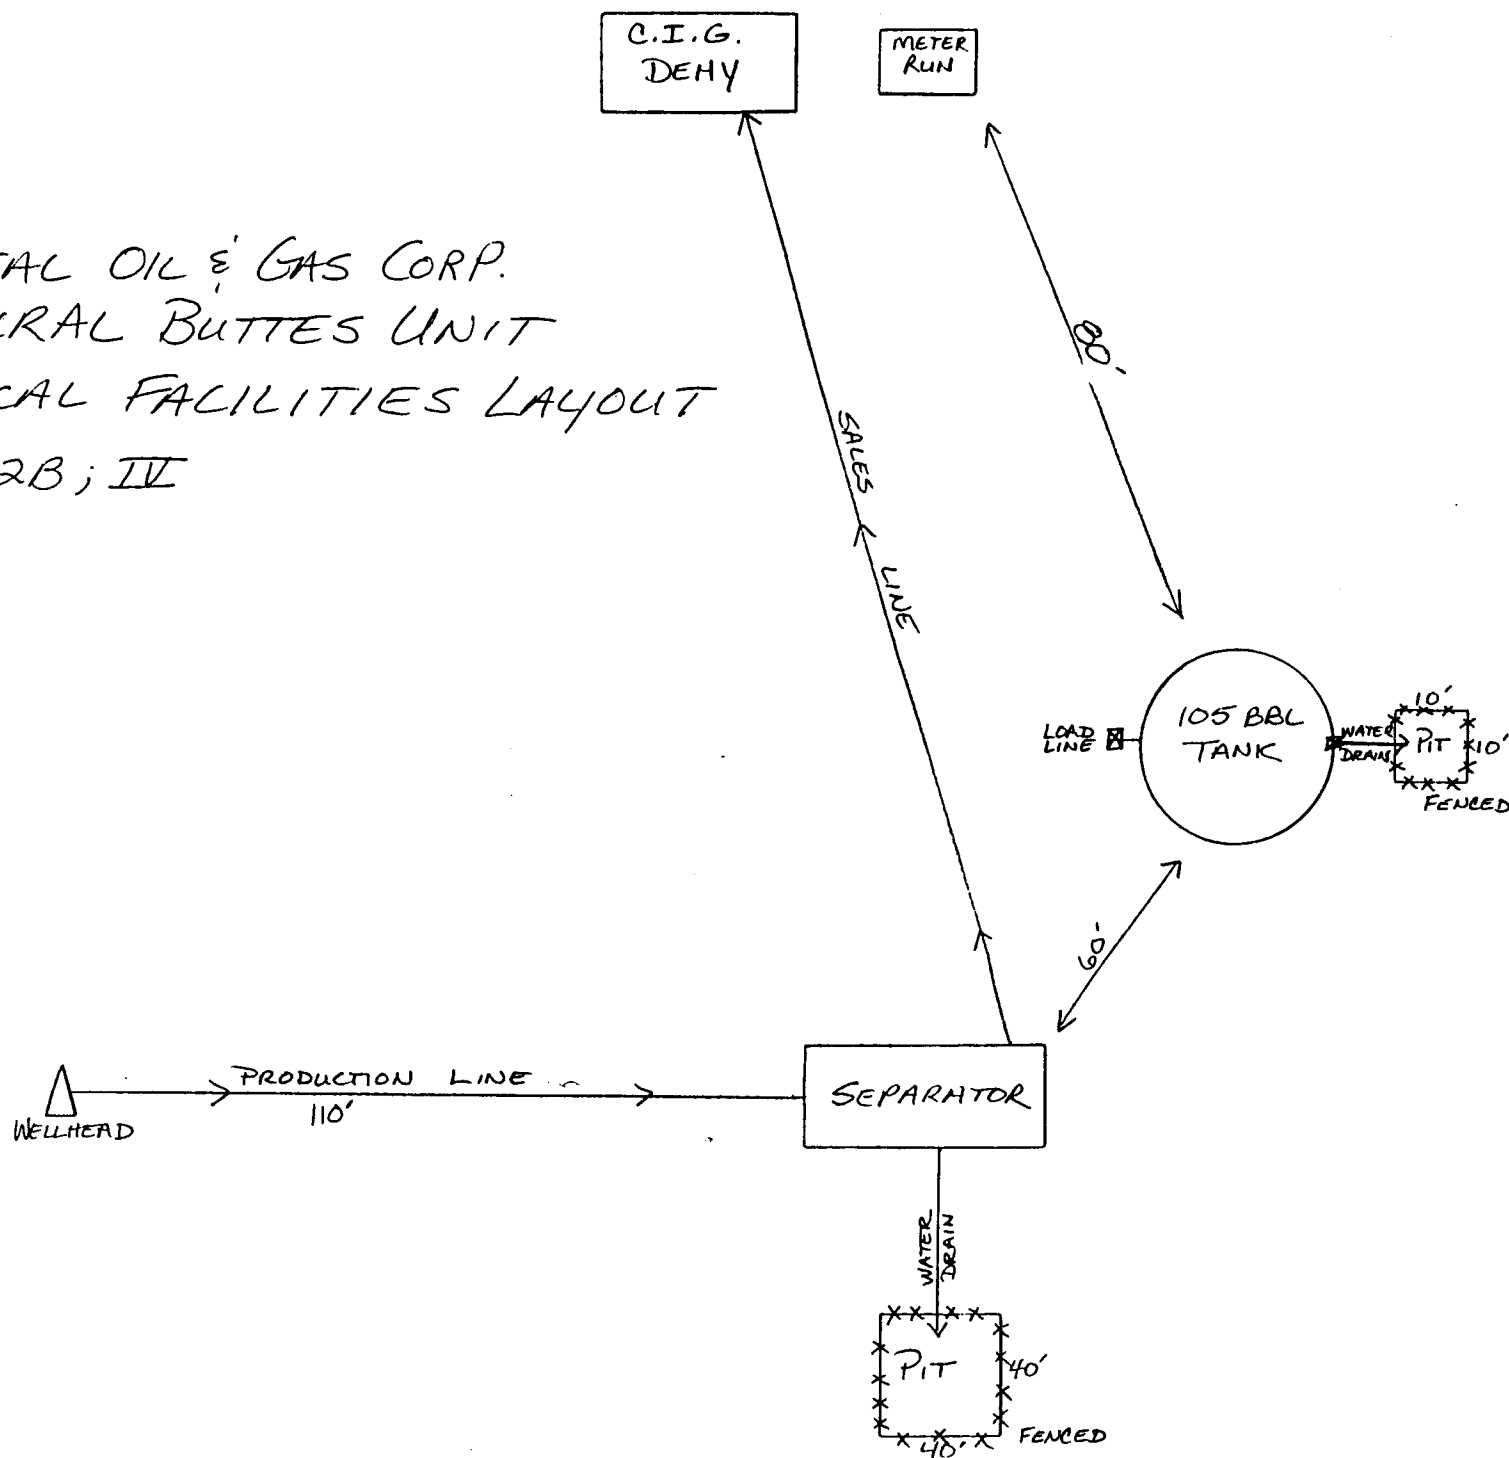 C.I.G.
DEHY
METER
RUN
TAL OIL & GAS CORP.
RAL BUTTES UNIT
CAL FACILITIES LAYOUT
2B; IV
80'
SALES
LINE
105 BBL
TANK
LOAD
LINE
WATER
DRAIN
10'
PIT
10'
FENCED
60'
PRODUCTION LINE
110'
WELLHEAD
SEPARATOR
WATER
DRAIN
PIT
40'
40'
FENCED